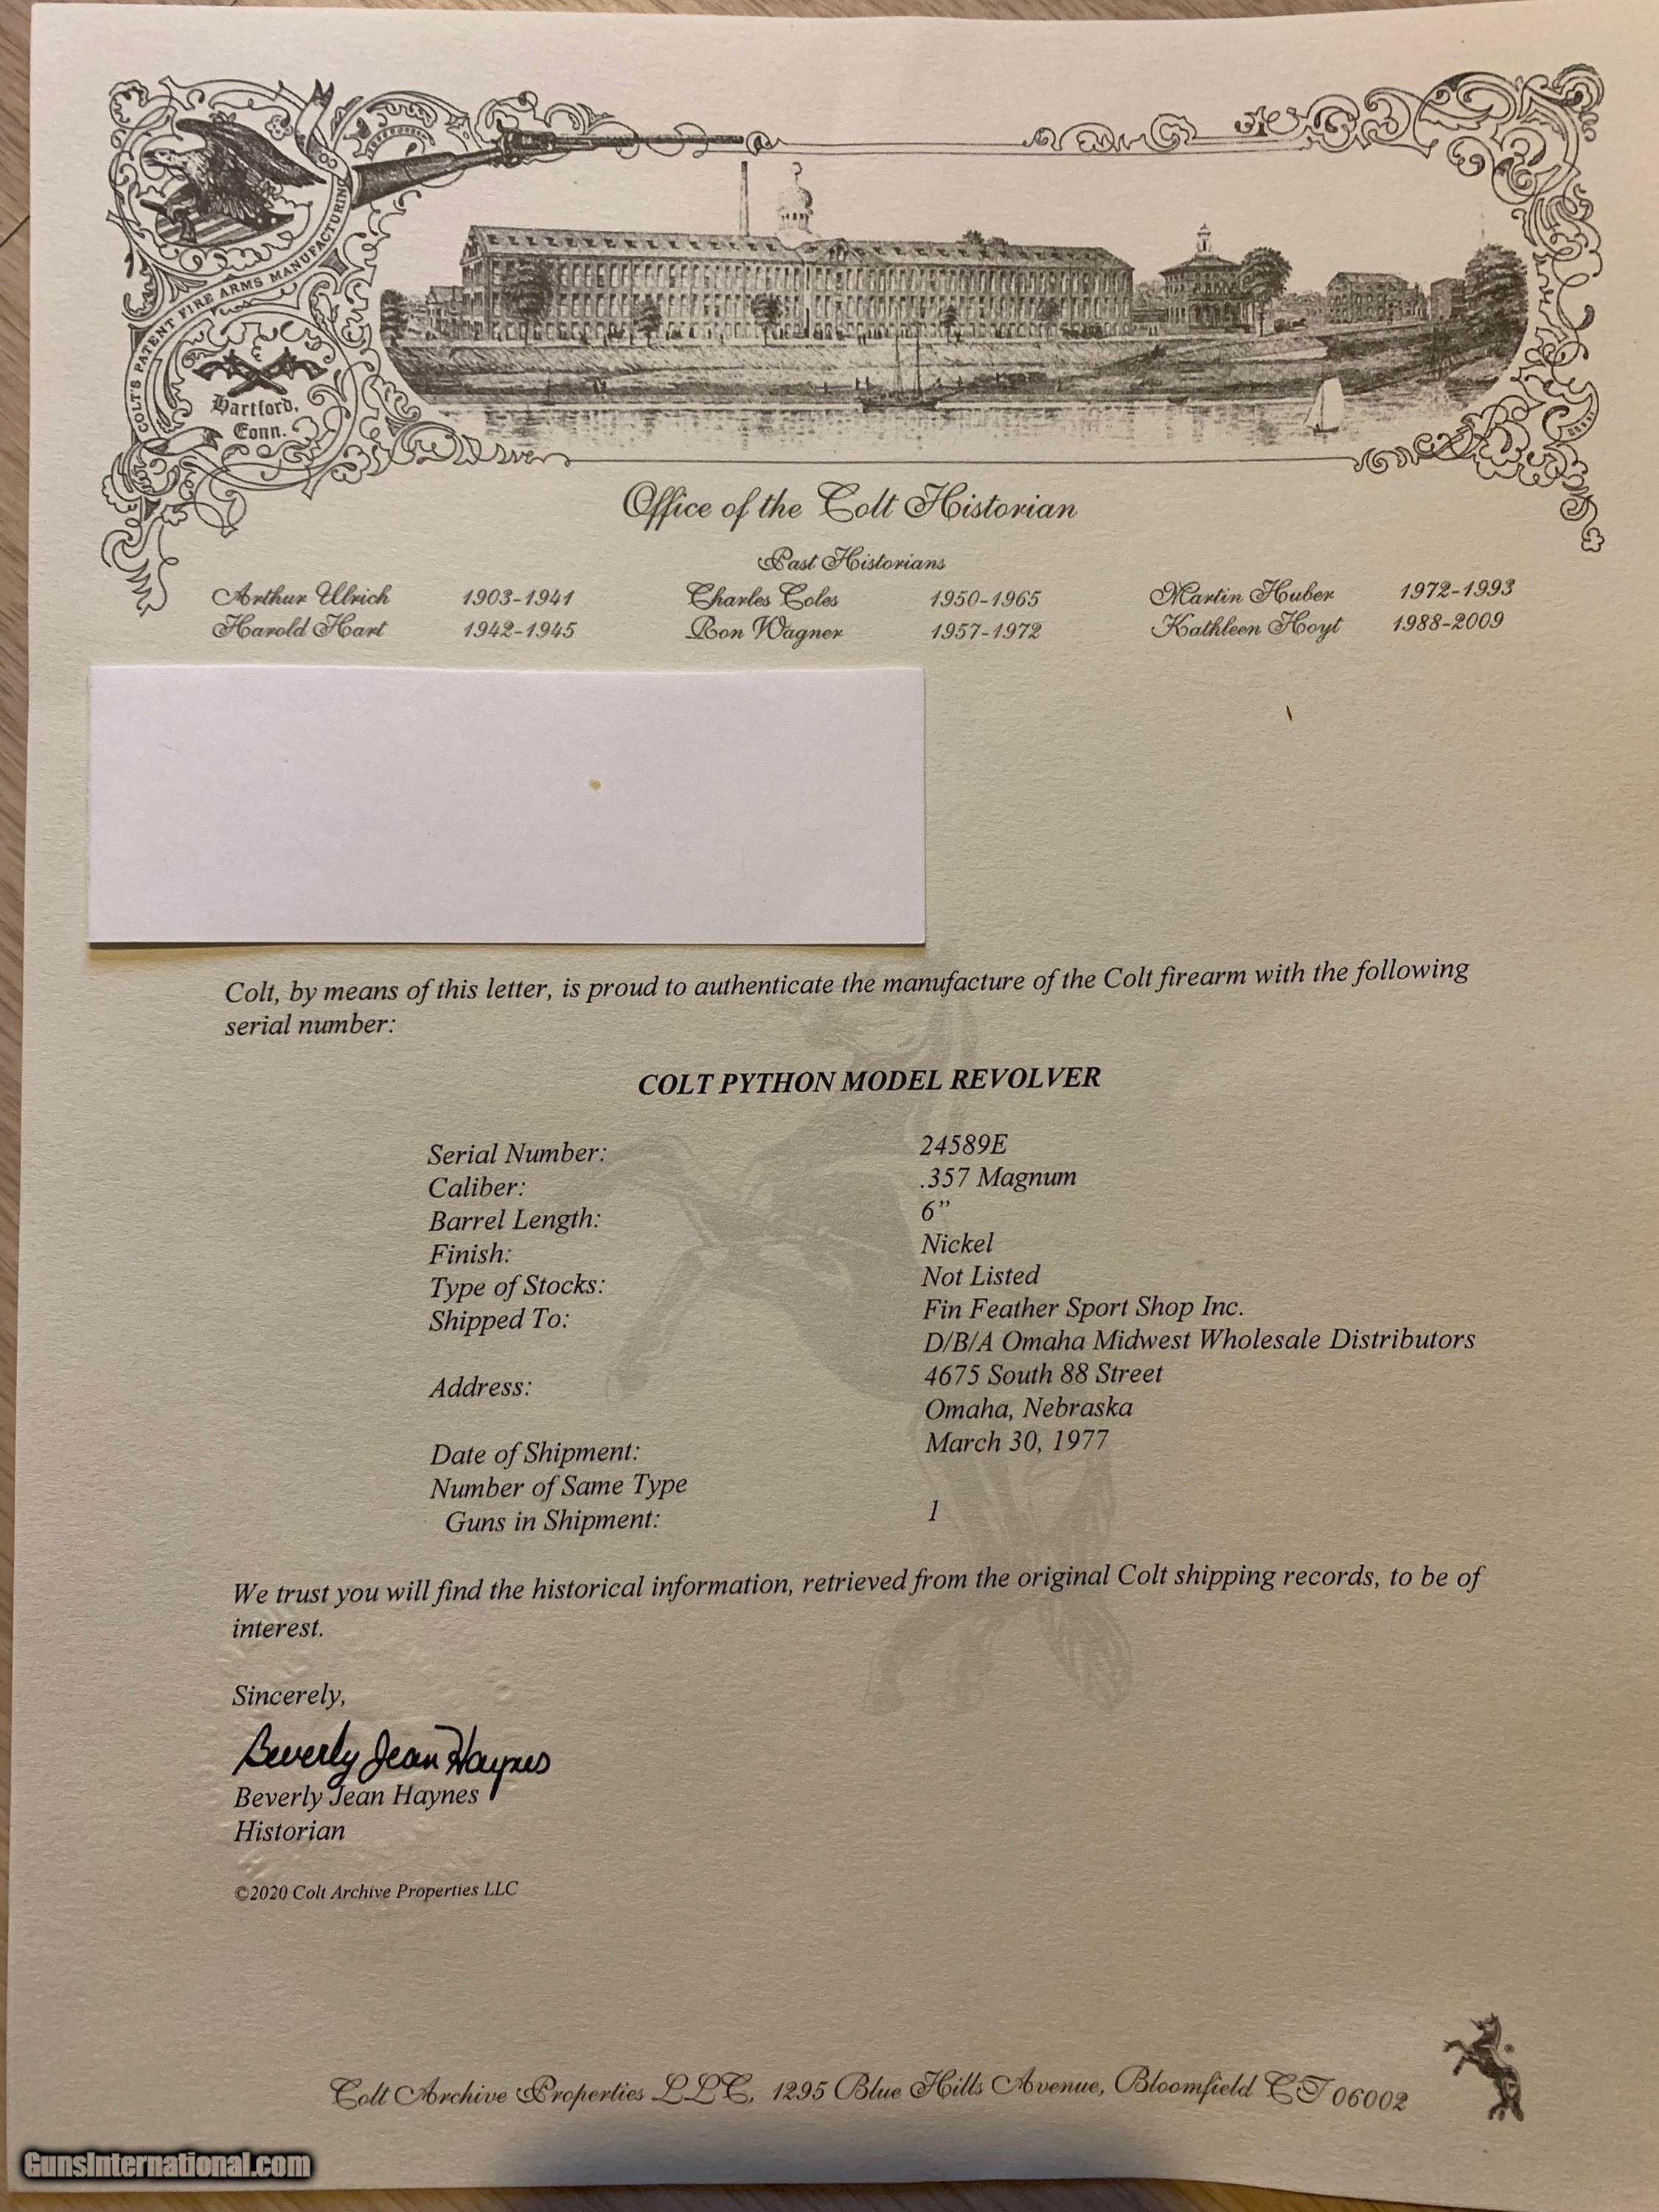 COLT'S PATENT FIRE ARMS MANUFACTURING
Hartford,
Conn.
Office of the Colt Historian
Past Historians
Arthur Ulrich 1903-1941 Charles Coles 1950-1965 Martin Huber 1972-1993
Harold Hart 1942-1945 Ron Wagner 1957-1972 Kathleen Hoyt 1988-2009
Colt, by means of this letter, is proud to authenticate the manufacture of the Colt firearm with the following
serial number:
COLT PYTHON MODEL REVOLVER
Serial Number: 24589E
Caliber: .357 Magnum
Barrel Length: 6”
Finish: Nickel
Type of Stocks: Not Listed
Shipped To: Fin Feather Sport Shop Inc.
D/B/A Omaha Midwest Wholesale Distributors
Address: 4675 South 88 Street
Omaha, Nebraska
Date of Shipment: March 30, 1977
Number of Same Type
Guns in Shipment: 1
We trust you will find the historical information, retrieved from the original Colt shipping records, to be of
interest.
Sincerely,
Beverly Jean Haynes
Beverly Jean Haynes
Historian
©2020 Colt Archive Properties LLC
Colt Archive Properties LLC, 1295 Blue Hills Avenue, Bloomfield CT 06002
GunsInternational.com